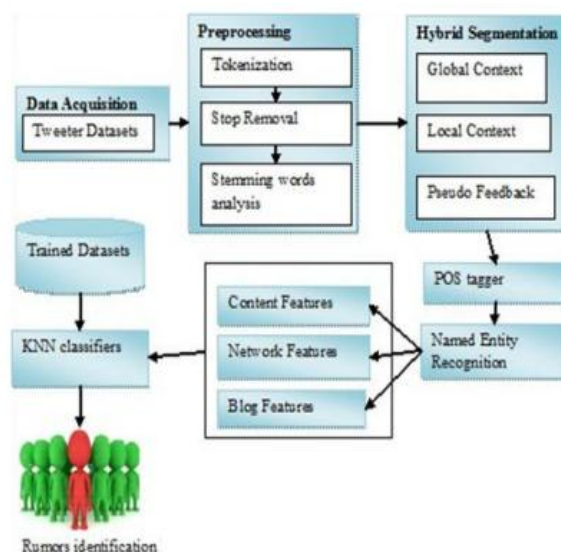 Data Acquisition
Tweeter Datasets
Preprocessing
Tokenization
Stop Removal
Stemming words
analysis
Hybrid Segmentation
Global Context
Local Context
Pseudo Feedback
POS tagger
Named Entity
Recognition
Content Features
Network Features
Blog Features
Trained Datasets
KNN classifiers
Rumors identification